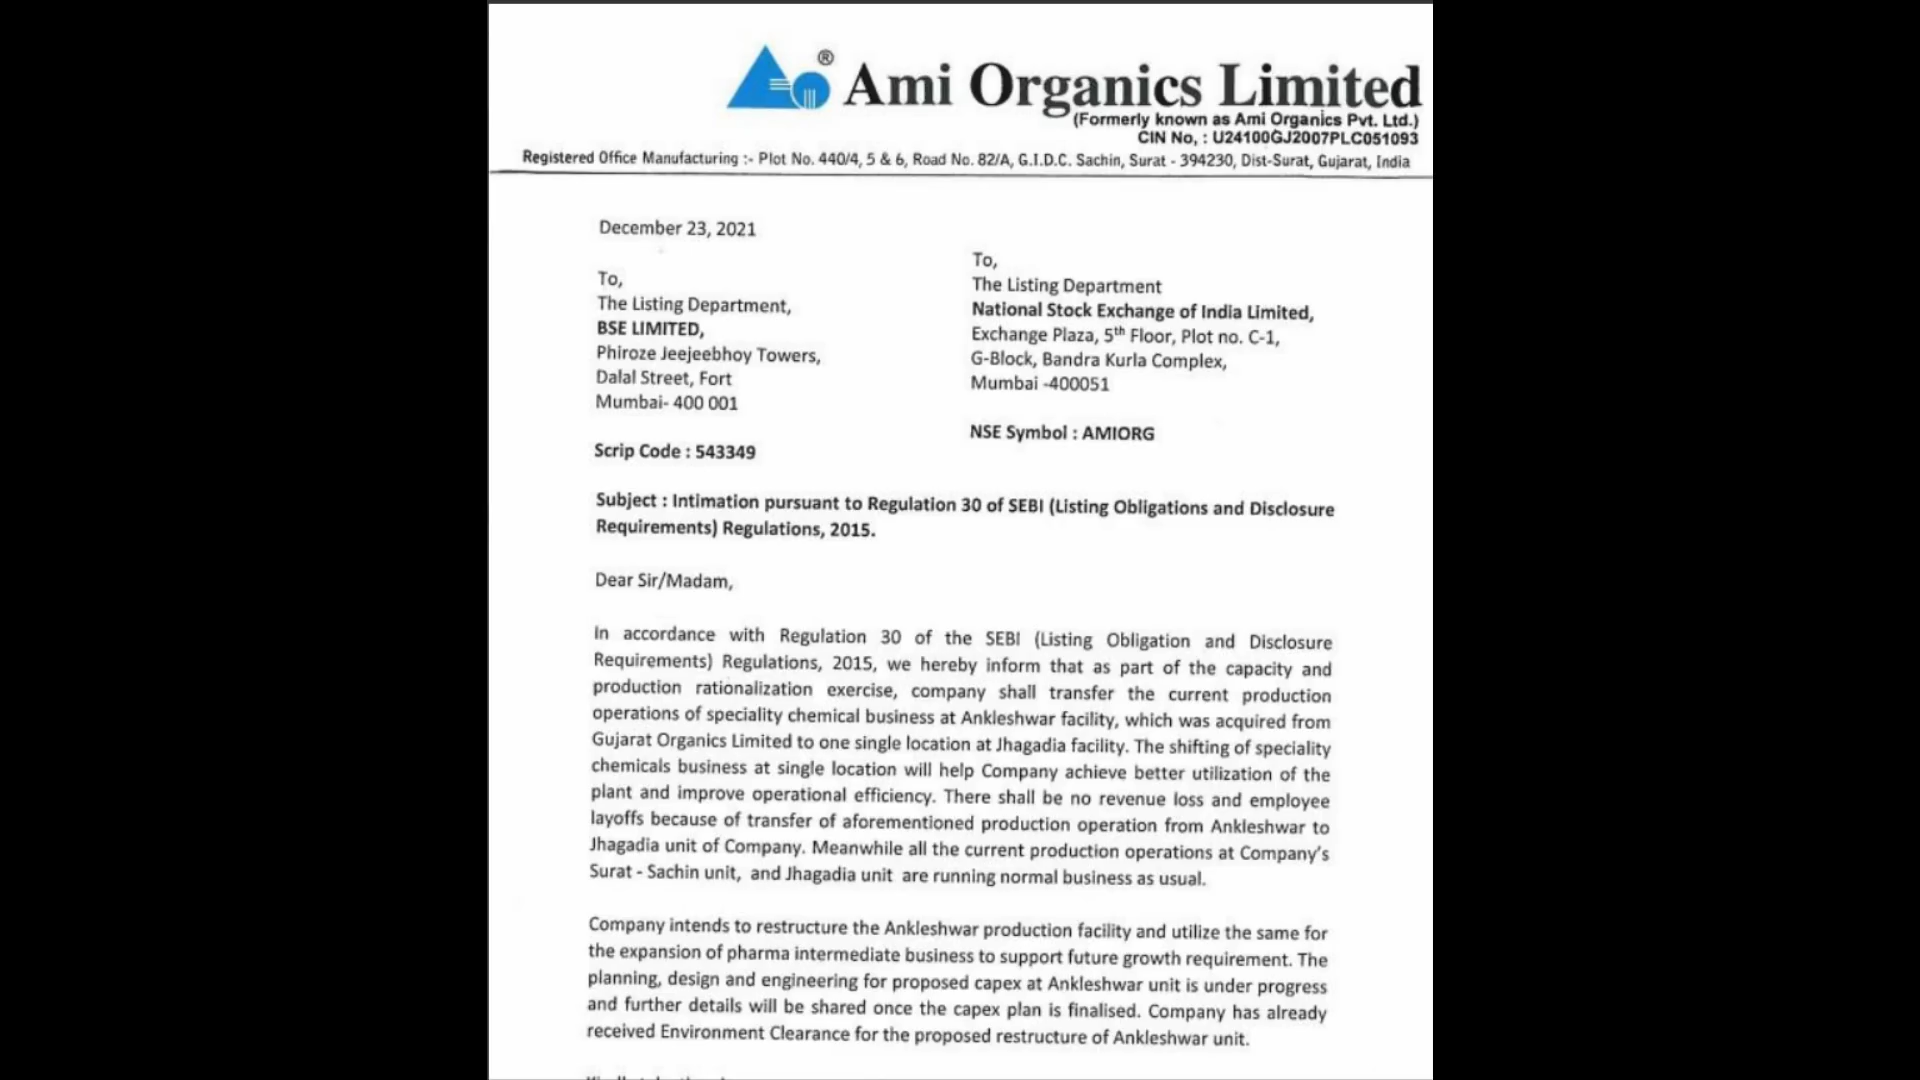 ® Ami Organics Limited
(Formerly known as Ami Organics Pvt. Ltd.)
CIN No, : U24100GJ2007PLC051093
Registered Office Manufacturing :- Plot No. 440/4, 5 & 6, Road No. 82/A, G.I.D.C. Sachin, Surat - 394230, Dist-Surat, Gujarat, India
December 23, 2021
To,
The Listing Department,
BSE LIMITED,
Phiroze Jeejeebhoy Towers,
Dalal Street, Fort
Mumbai- 400 001
Scrip Code : 543349
To,
The Listing Department
National Stock Exchange of India Limited,
Exchange Plaza, 5th Floor, Plot no. C-1,
G-Block, Bandra Kurla Complex,
Mumbai -400051
NSE Symbol : AMIORG
Subject : Intimation pursuant to Regulation 30 of SEBI (Listing Obligations and Disclosure
Requirements) Regulations, 2015.
Dear Sir/Madam,
In accordance with Regulation 30 of the SEBI (Listing Obligation and Disclosure
Requirements) Regulations, 2015, we hereby inform that as part of the capacity and
production rationalization exercise, company shall transfer the current production
operations of speciality chemical business at Ankleshwar facility, which was acquired from
Gujarat Organics Limited to one single location at Jhagadia facility. The shifting of speciality
chemicals business at single location will help Company achieve better utilization of the
plant and improve operational efficiency. There shall be no revenue loss and employee
layoffs because of transfer of aforementioned production operation from Ankleshwar to
Jhagadia unit of Company. Meanwhile all the current production operations at Company's
Surat - Sachin unit, and Jhagadia unit are running normal business as usual.
Company intends to restructure the Ankleshwar production facility and utilize the same for
the expansion of pharma intermediate business to support future growth requirement. The
planning, design and engineering for proposed capex at Ankleshwar unit is under progress
and further details will be shared once the capex plan is finalised. Company has already
received Environment Clearance for the proposed restructure of Ankleshwar unit.